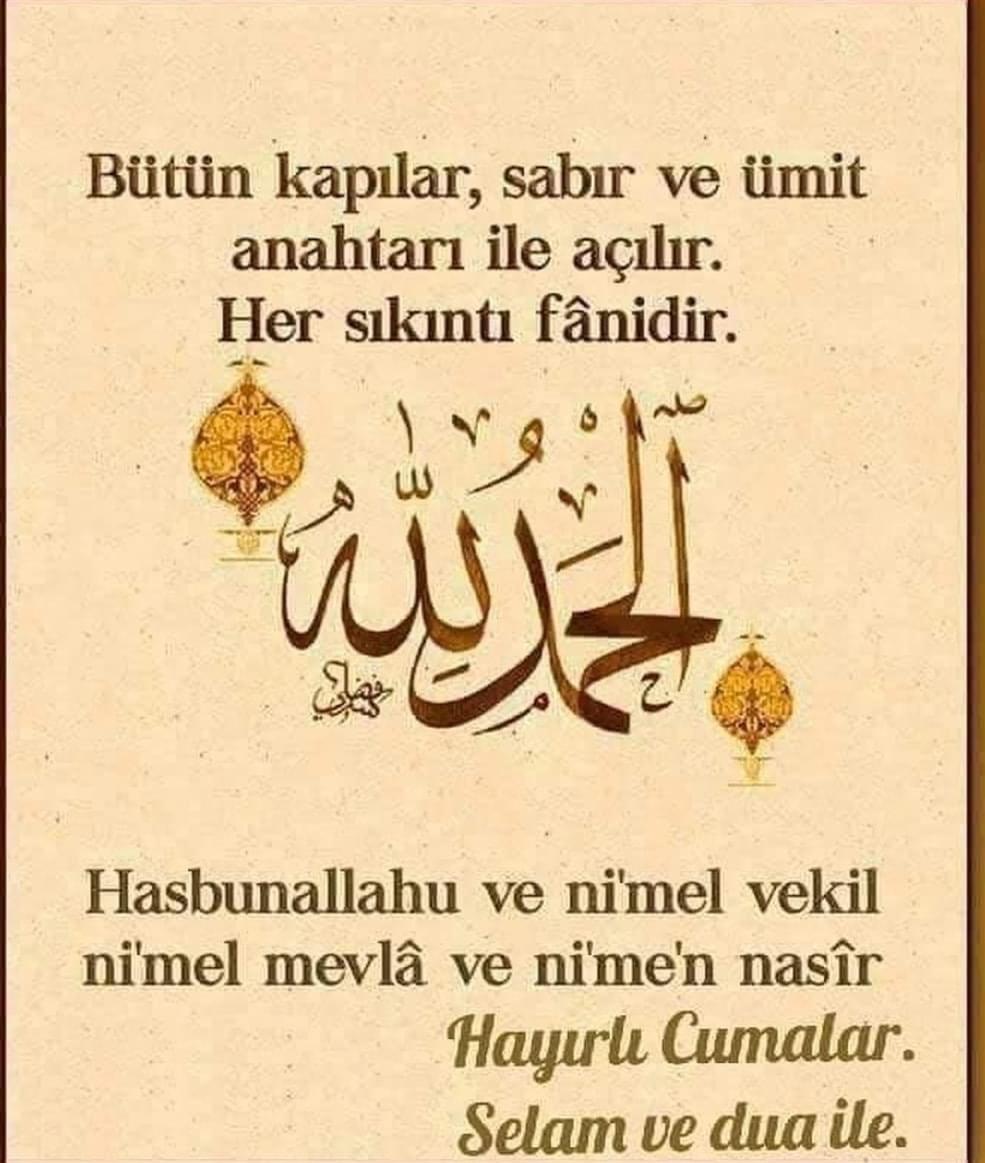 Bütün kapılar, sabır ve ümit
anahtarı ile açılır.
Her sıkıntı fânidir.
الحمد لله
Hasbunallahu ve ni'mel vekil
ni'mel mevlâ ve ni'me'n nasîr
Hayırlı Cumalar.
Selam ve dua ile.